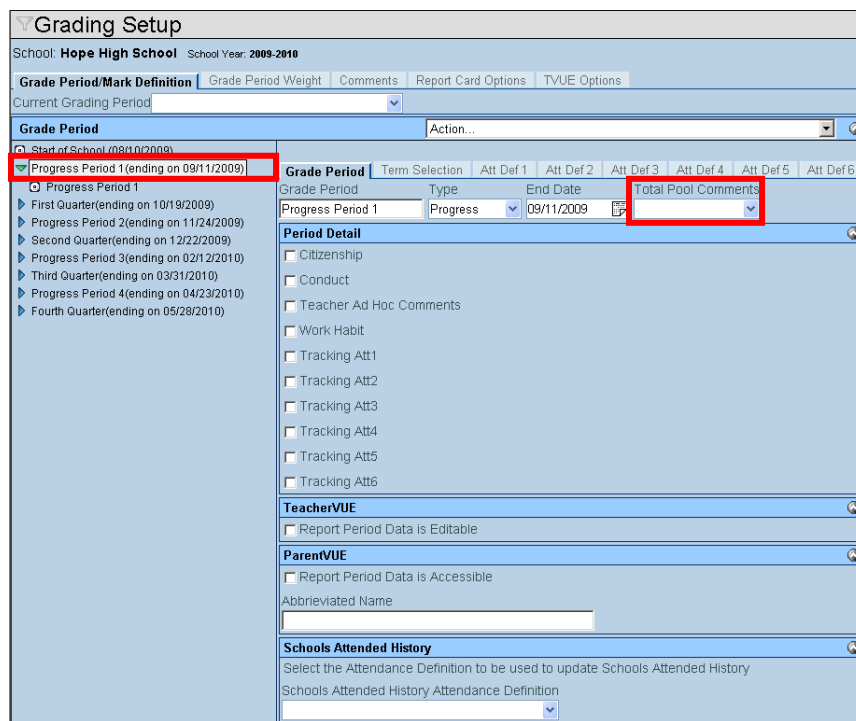 Grading Setup
School: Hope High School School Year: 2009-2010
Grade Period/Mark Definition Grade Period Weight Comments Report Card Options TVUE Options
Current Grading Period
Grade Period Action...
Start of School (08/10/2009)
Progress Period 1(ending on 09/11/2009)
Progress Period 1
First Quarter(ending on 10/19/2009)
Progress Period 2(ending on 11/24/2009)
Second Quarter(ending on 12/22/2009)
Progress Period 3(ending on 02/12/2010)
Third Quarter(ending on 03/31/2010)
Progress Period 4(ending on 04/23/2010)
Fourth Quarter(ending on 05/28/2010)
Grade Period Term Selection Att Def 1 Att Def 2 Att Def 3 Att Def 4 Att Def 5 Att Def 6
Grade Period Type End Date Total Pool Comments
Progress Period 1 Progress 09/11/2009
Period Detail
Citizenship
Conduct
Teacher Ad Hoc Comments
Work Habit
Tracking Att1
Tracking Att2
Tracking Att3
Tracking Att4
Tracking Att5
Tracking Att6
TeacherVUE
Report Period Data is Editable
ParentVUE
Report Period Data is Accessible
Abbrieviated Name
Schools Attended History
Select the Attendance Definition to be used to update Schools Attended History
Schools Attended History Attendance Definition